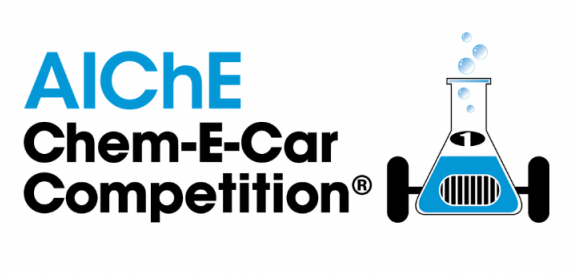 AIChE
Chem-E-Car
Competition®
1